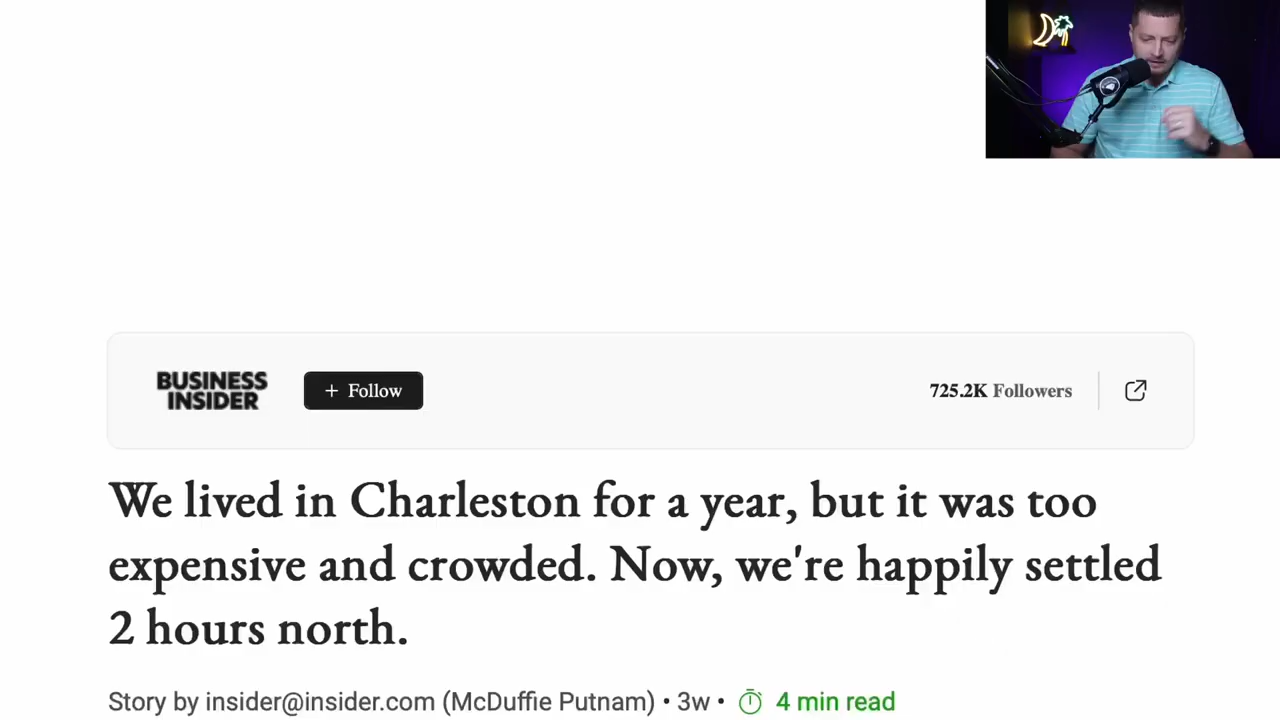 BUSINESS
INSIDER
+ Follow
725.2K Followers
We lived in Charleston for a year, but it was too
expensive and crowded. Now, we're happily settled
2 hours north.
Story by insider@insider.com (McDuffie Putnam) • 3w • 4 min read